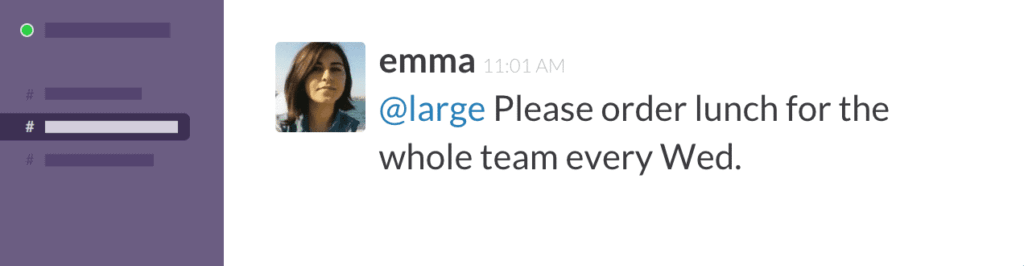 #
#
#
emma 11:01 AM
@large Please order lunch for the
whole team every Wed.